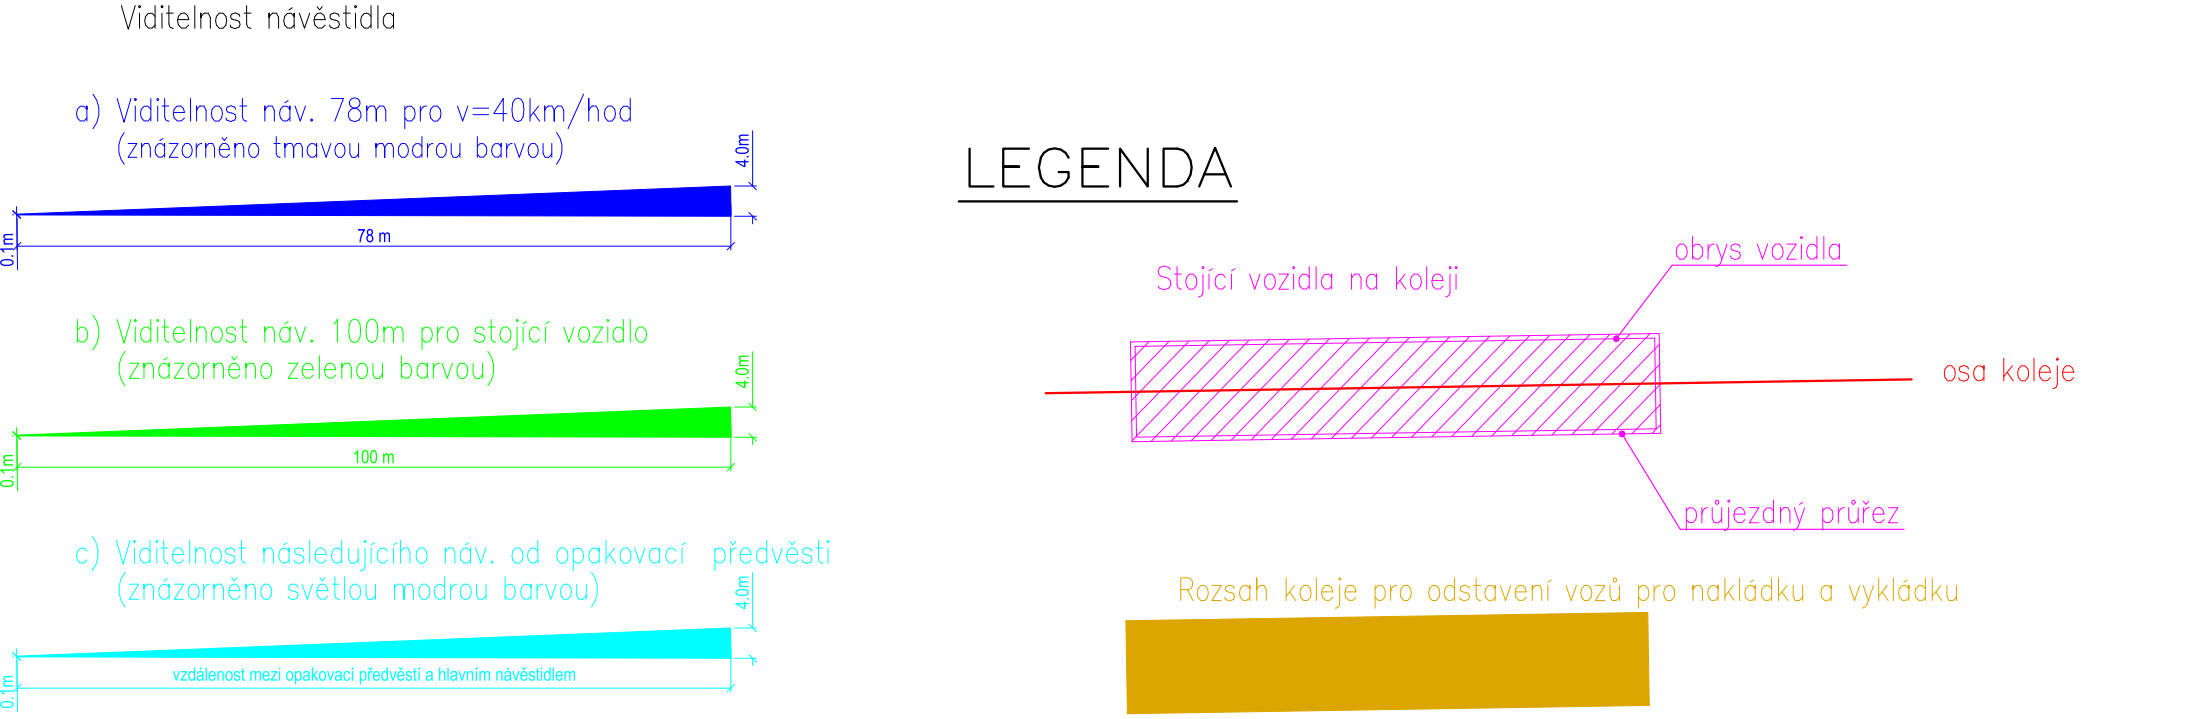 Viditelnost návěstidla
a) Viditelnost náv. 78m pro v=40km/hod
(znázorněno tmavou modrou barvou)
4.0m
0.1m
78 m
b) Viditelnost náv. 100m pro stojící vozidlo
(znázorněno zelenou barvou)
4.0m
0.1m
100 m
c) Viditelnost následujícího náv. od opakovací předvěsti
(znázorněno světlou modrou barvou)
4.0m
0.1m
vzdálenost mezi opakovací předvěstí a hlavním návěstidlem
LEGENDA
obrys vozidla
Stojící vozidla na koleji
osa koleje
průjezdný průřez
Rozsah koleje pro odstavení vozů pro nakládku a vykládku